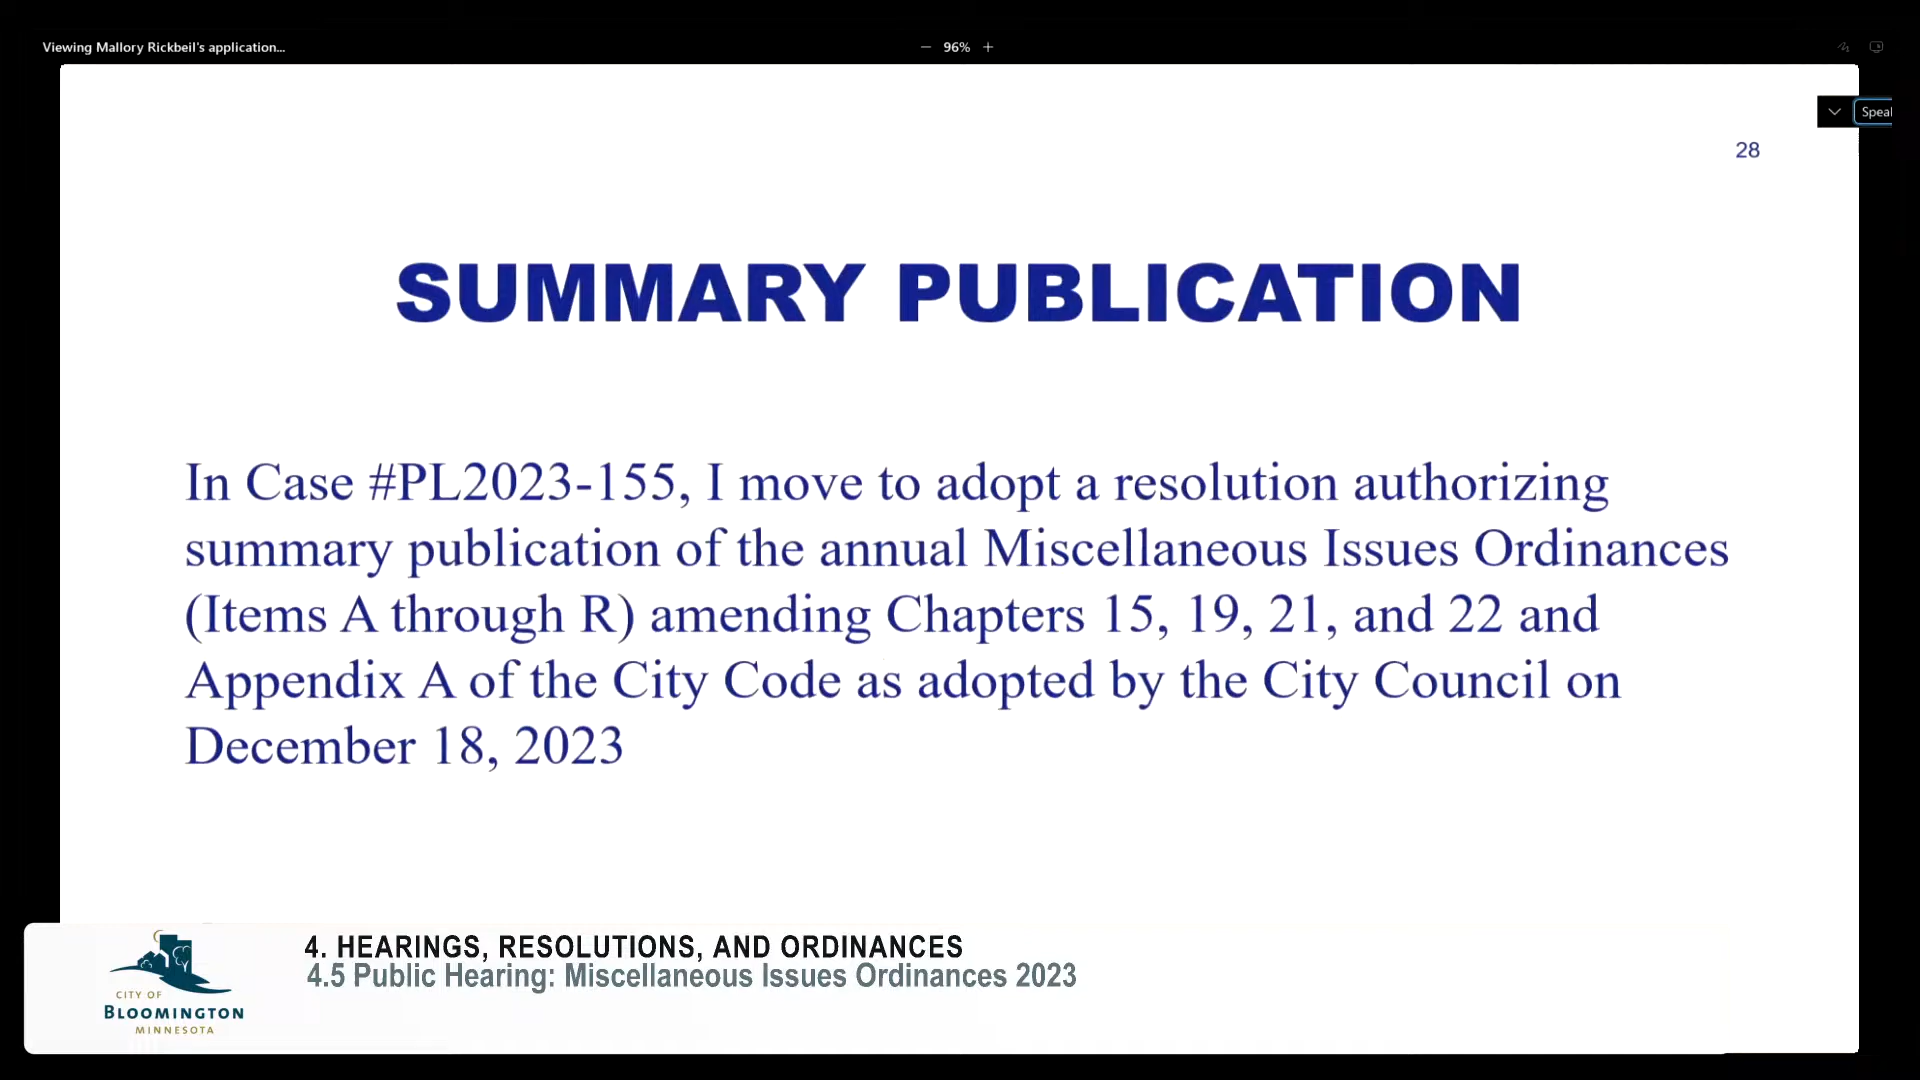 Viewing Mallory Rickbeil's application...
96%
28
SUMMARY PUBLICATION
In Case #PL2023-155, I move to adopt a resolution authorizing
summary publication of the annual Miscellaneous Issues Ordinances
(Items A through R) amending Chapters 15, 19, 21, and 22 and
Appendix A of the City Code as adopted by the City Council on
December 18, 2023
4. HEARINGS, RESOLUTIONS, AND ORDINANCES
4.5 Public Hearing: Miscellaneous Issues Ordinances 2023
CITY OF
BLOOMINGTON
MINNESOTA